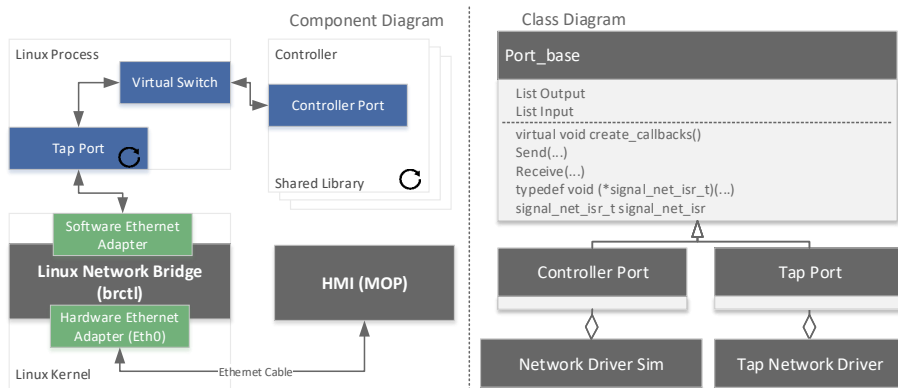 Component Diagram
Linux Process
Virtual Switch
Tap Port
Controller
Controller Port
Shared Library
Software Ethernet
Adapter
Linux Network Bridge
(brctl)
Hardware Ethernet
Adapter (Eth0)
Linux Kernel
HMI (MOP)
Ethernet Cable
Class Diagram
Port_base
List Output
List Input
virtual void create_callbacks()
Send(...)
Receive(...)
typedef void (*signal_net_isr_t)(...)
signal_net_isr_t signal_net_isr
Controller Port
Tap Port
Network Driver Sim
Tap Network Driver